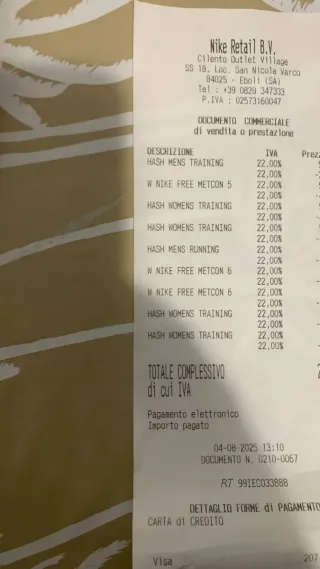 Nike Retail B.V.
Cilento Outlet Village
SS 18, Loc. San Nicola Varco
84025 - Eboli (SA)
Tel : +39 0828 347333
P.IVA : 02573160047
DOCUMENTO COMMERCIALE
di vendita o prestazione
DESCRIZIONE IVA Prezz
HASH MENS TRAINING 22,00%
22,00%
W NIKE FREE METCON 5 22,00%
22,00%
HASH WOMENS TRAINING 22,00%
22,00%
HASH WOMENS TRAINING 22,00%
22,00%
HASH MENS RUNNING 22,00%
22,00%
W NIKE FREE METCON 6 22,00%
22,00%
W NIKE FREE METCON 6 22,00%
22,00%
HASH WOMENS TRAINING 22,00%
22,00%
HASH WOMENS TRAINING 22,00%
22,00%
TOTALE COMPLESSIVO 2
di cui IVA
Pagamento elettronico
Importo pagato
04-08-2025 13:10
DOCUMENTO N. 0210-0067
RT 99IEC033888
DETTAGLIO FORME di PAGAMENTO
CARTA di CREDITO
Visa 207